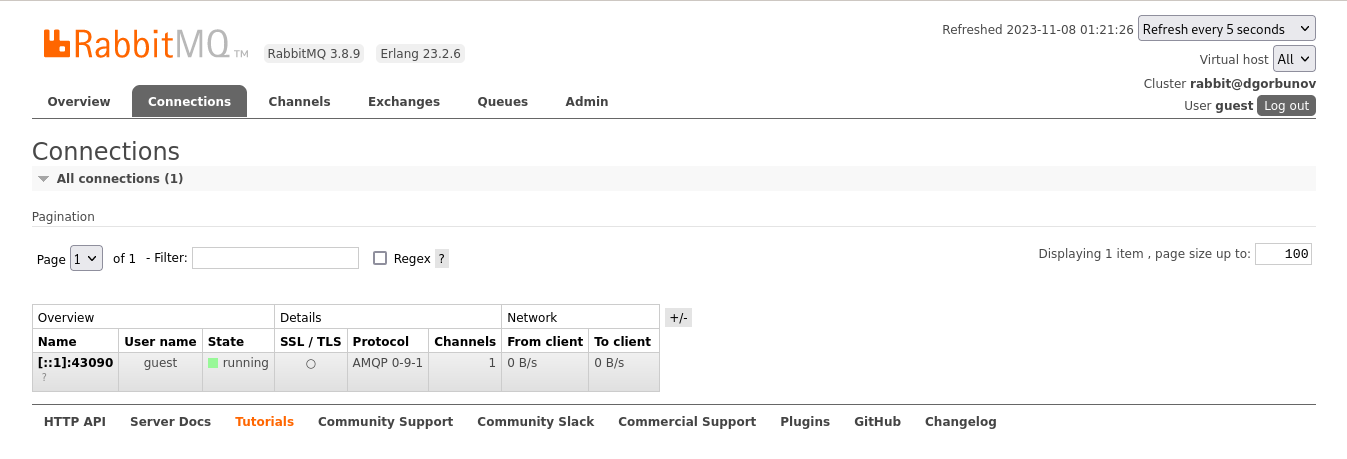 RabbitMQ TM RabbitMQ 3.8.9 Erlang 23.2.6
Refreshed 2023-11-08 01:21:26 Refresh every 5 seconds
Virtual host All
Cluster rabbit@dgorbunov
User guest Log out
Overview Connections Channels Exchanges Queues Admin
Connections
All connections (1)
Pagination
Page 1 of 1 - Filter: Regex ?
Displaying 1 item , page size up to: 100
Overview Details Network +/-
Name User name State SSL / TLS Protocol Channels From client To client
[::1]:43090 guest running ○ AMQP 0-9-1 1 0 B/s 0 B/s
?
HTTP API Server Docs Tutorials Community Support Community Slack Commercial Support Plugins GitHub Changelog